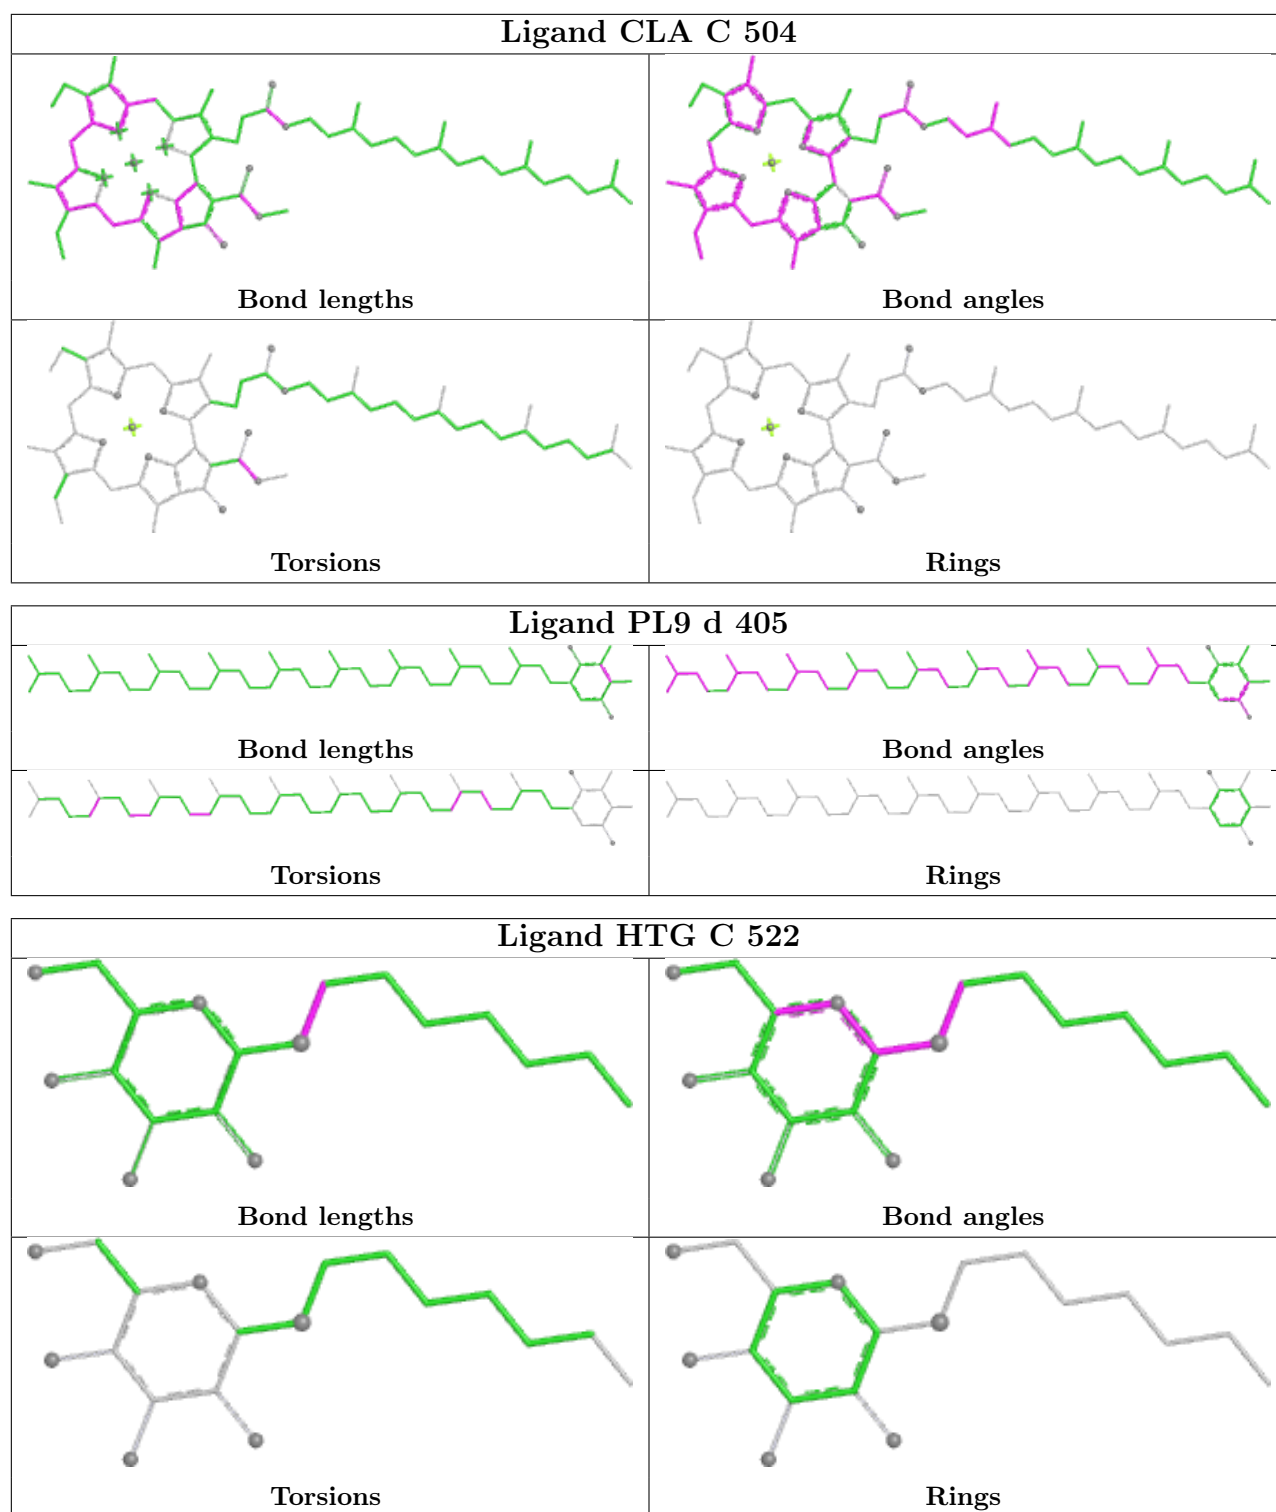 Ligand CLA C 504
Bond lengths
Bond angles
Torsions
Rings
Ligand PL9 d 405
Bond lengths
Bond angles
Torsions
Rings
Ligand HTG C 522
Bond lengths
Bond angles
Torsions
Rings